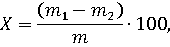 X = (m₁ − m₂) / m · 100,